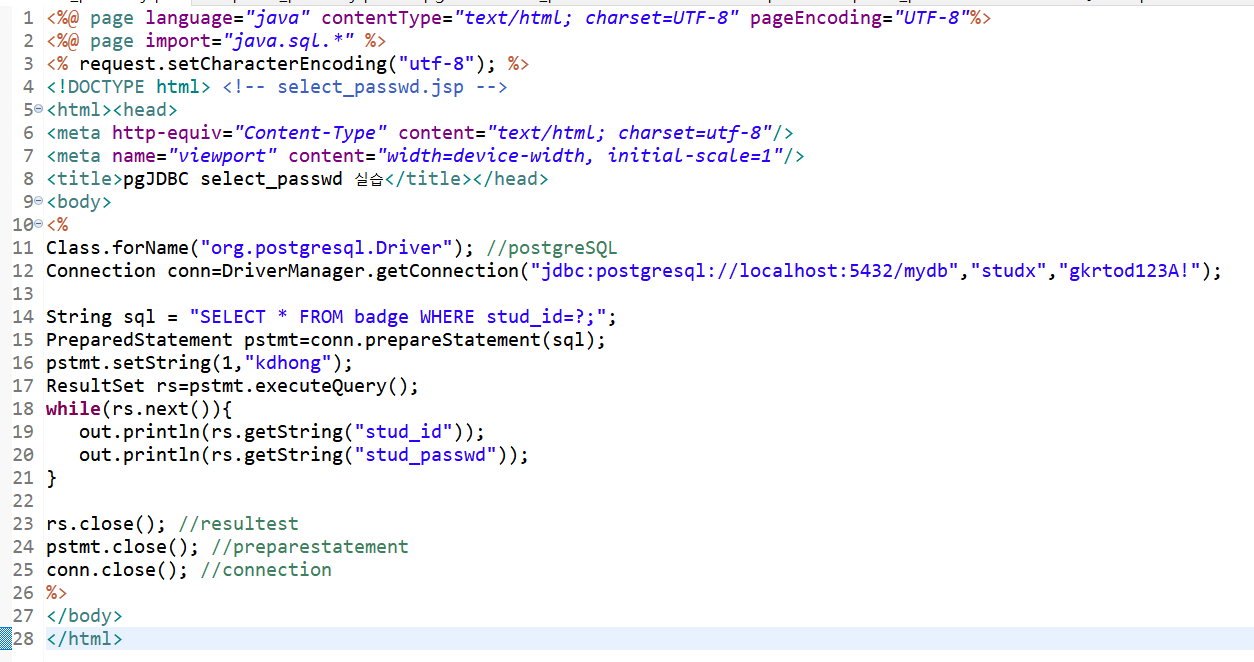 1 <%@ page language="java" contentType="text/html; charset=UTF-8" pageEncoding="UTF-8"%>
2 <%@ page import="java.sql.*" %>
3 <% request.setCharacterEncoding("utf-8"); %>
4 <!DOCTYPE html> <!-- select_passwd.jsp -->
5 <html><head>
6 <meta http-equiv="Content-Type" content="text/html; charset=utf-8"/>
7 <meta name="viewport" content="width=device-width, initial-scale=1"/>
8 <title>pgJDBC select_passwd 실습</title></head>
9 <body>
10 <%
11 Class.forName("org.postgresql.Driver"); //postgreSQL
12 Connection conn=DriverManager.getConnection("jdbc:postgresql://localhost:5432/mydb","studx","gkrtod123A!");
13
14 String sql = "SELECT * FROM badge WHERE stud_id=?;";
15 PreparedStatement pstmt=conn.prepareStatement(sql);
16 pstmt.setString(1,"kdhong");
17 ResultSet rs=pstmt.executeQuery();
18 while(rs.next()){
19    out.println(rs.getString("stud_id"));
20    out.println(rs.getString("stud_passwd"));
21 }
22
23 rs.close(); //resultest
24 pstmt.close(); //preparestatement
25 conn.close(); //connection
26 %>
27 </body>
28 </html>